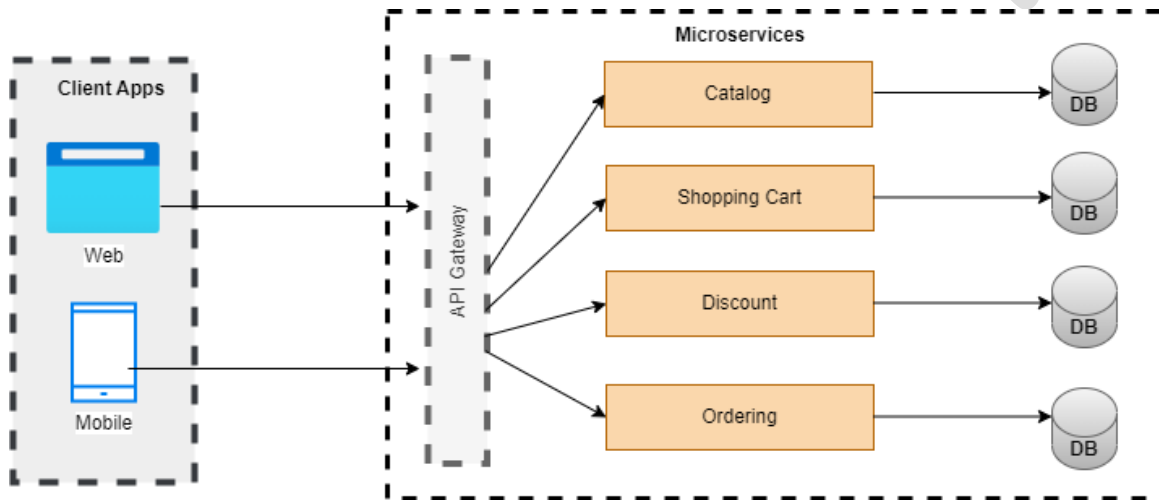 Microservices
Client Apps
Web
Mobile
API Gateway
Catalog
DB
Shopping Cart
DB
Discount
DB
Ordering
DB